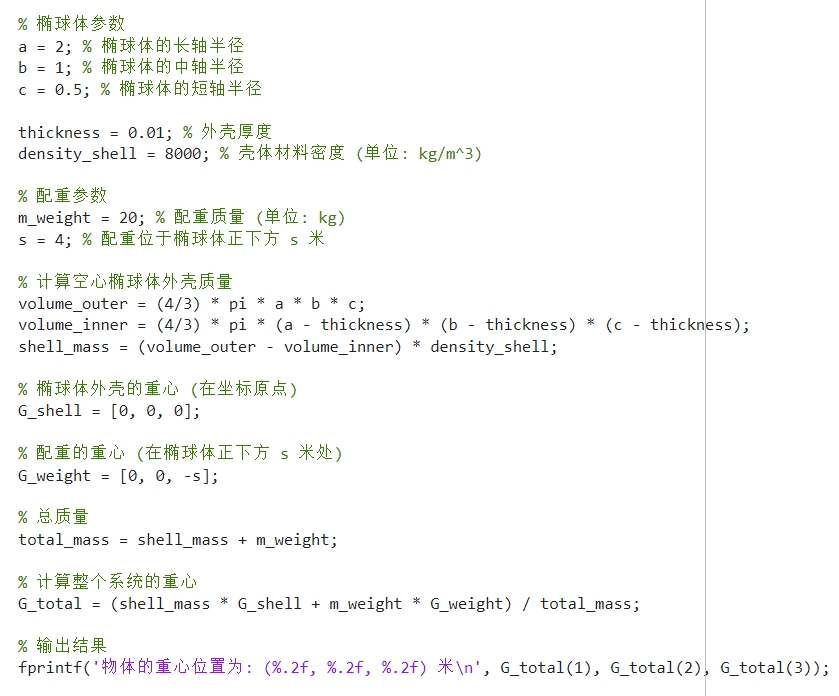 % 椭球体参数
a = 2; % 椭球体的长轴半径
b = 1; % 椭球体的中轴半径
c = 0.5; % 椭球体的短轴半径
thickness = 0.01; % 外壳厚度
density_shell = 8000; % 壳体材料密度 (单位: kg/m^3)
% 配重参数
m_weight = 20; % 配重质量 (单位: kg)
s = 4; % 配重位于椭球体正下方 s 米
% 计算空心椭球体外壳质量
volume_outer = (4/3) * pi * a * b * c;
volume_inner = (4/3) * pi * (a - thickness) * (b - thickness) * (c - thickness);
shell_mass = (volume_outer - volume_inner) * density_shell;
% 椭球体外壳的重心 (在坐标原点)
G_shell = [0, 0, 0];
% 配重的重心 (在椭球体正下方 s 米处)
G_weight = [0, 0, -s];
% 总质量
total_mass = shell_mass + m_weight;
% 计算整个系统的重心
G_total = (shell_mass * G_shell + m_weight * G_weight) / total_mass;
% 输出结果
fprintf('物体的重心位置为: (%.2f, %.2f, %.2f) 米\n', G_total(1), G_total(2), G_total(3));